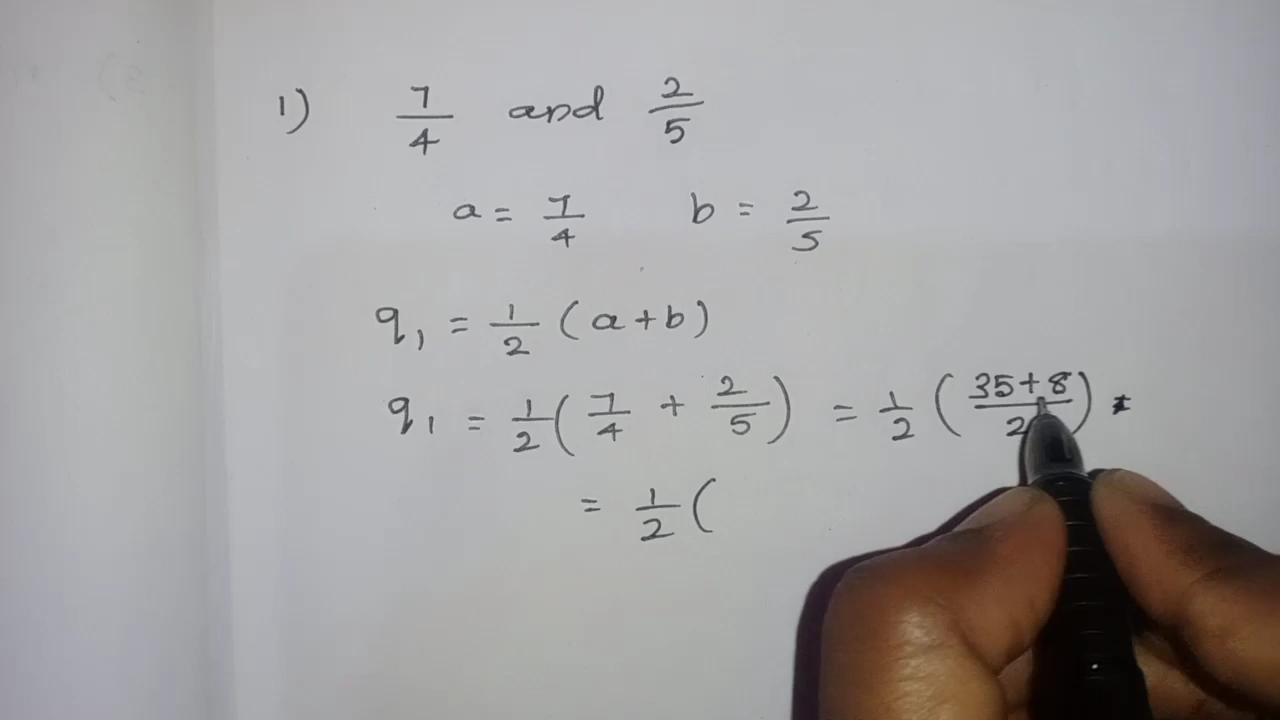 1) 7/4 and 2/5
a = 7/4 b = 2/5
q₁ = 1/2 (a+b)
q₁ = 1/2 (7/4 + 2/5) = 1/2 (35+8/2)
= 1/2 (